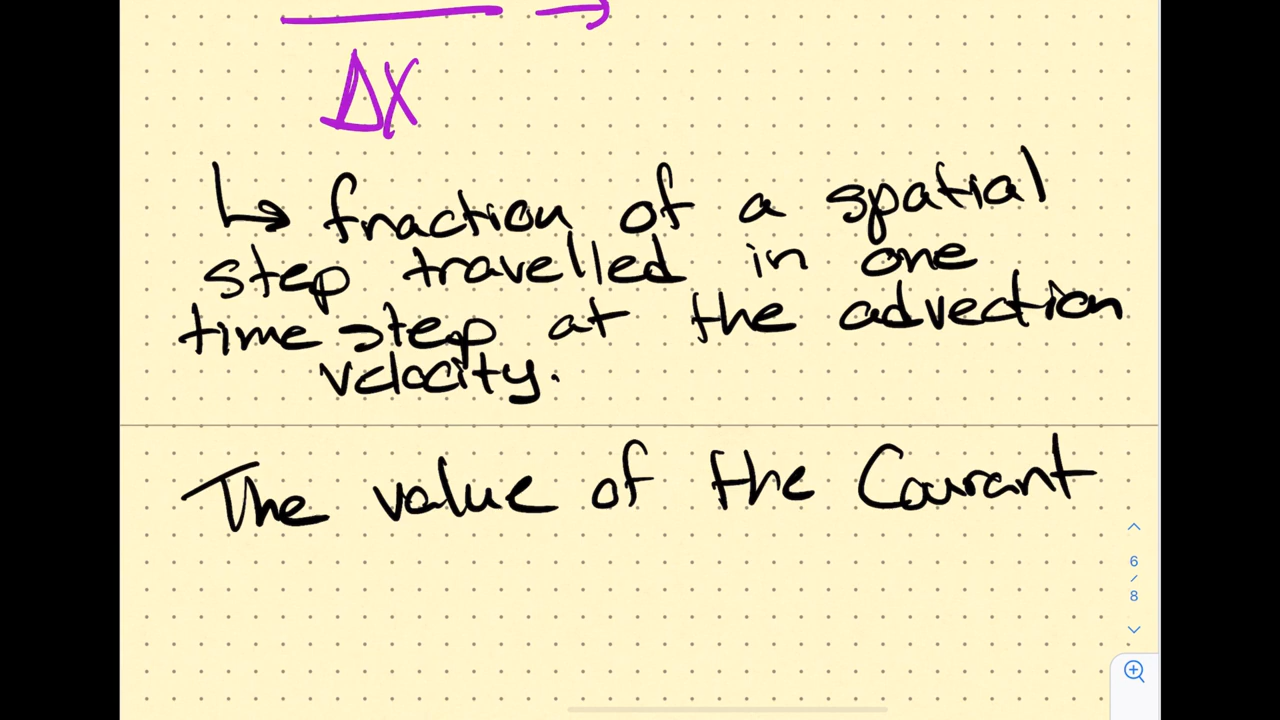 Δx
↳ fraction of a spatial
step travelled in one
time step at the advection
velocity.
The value of the Courant
6
/
8